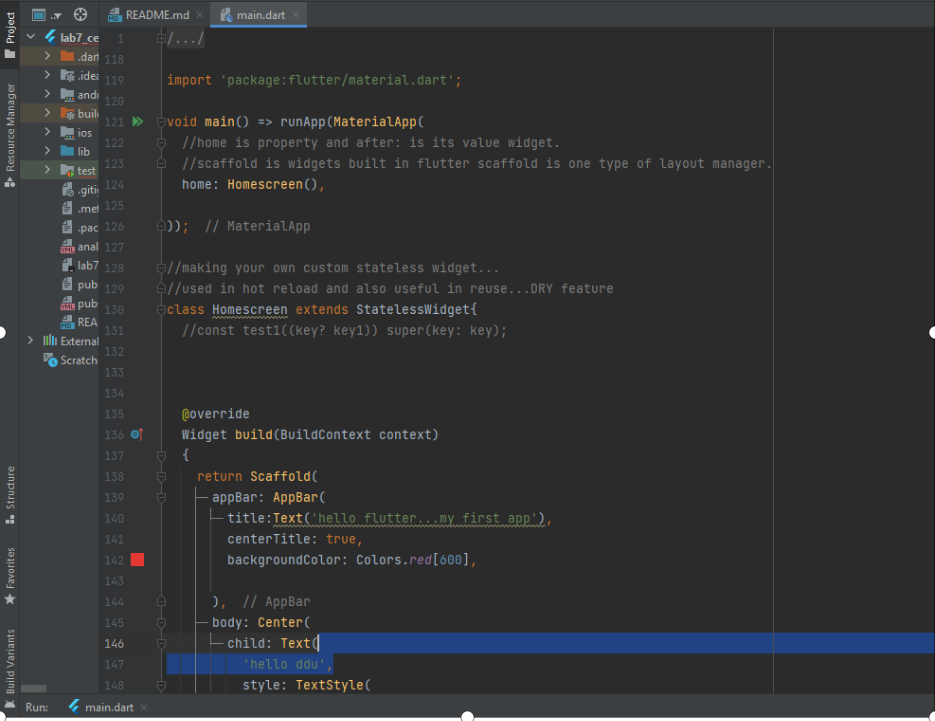 Project
Resource Manager
Structure
Favorites
Build Variants
README.md
main.dart
lab7_ce
.dart
.idea
andr
build
ios
lib
test
.giti
.met
.pac
anal
lab7
pub
pub
REA
External
Scratch
1 /.../
118
119 import 'package:flutter/material.dart';
120
121 void main() => runApp(MaterialApp(
122 //home is property and after: is its value widget.
123 //scaffold is widgets built in flutter scaffold is one type of layout manager.
124 home: Homescreen(),
125
126 )); // MaterialApp
127
128 //making your own custom stateless widget...
129 //used in hot reload and also useful in reuse...DRY feature
130 class Homescreen extends StatelessWidget{
131 //const test1((key? key1)) super(key: key);
132
133
134
135 @override
136 Widget build(BuildContext context)
137 {
138 return Scaffold(
139 appBar: AppBar(
140 title:Text('hello flutter...my first app'),
141 centerTitle: true,
142 backgroundColor: Colors.red[600],
143
144 ), // AppBar
145 body: Center(
146 child: Text(
147 'hello ddu',
148 style: TextStyle(
Run: main.dart